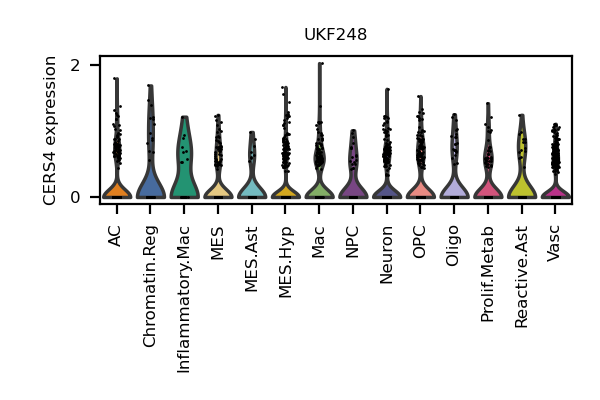 UKF248
CERS4 expression
2
0
AC
Chromatin.Reg
Inflammatory.Mac
MES
MES.Ast
MES.Hyp
Mac
NPC
Neuron
OPC
Oligo
Prolif.Metab
Reactive.Ast
Vasc